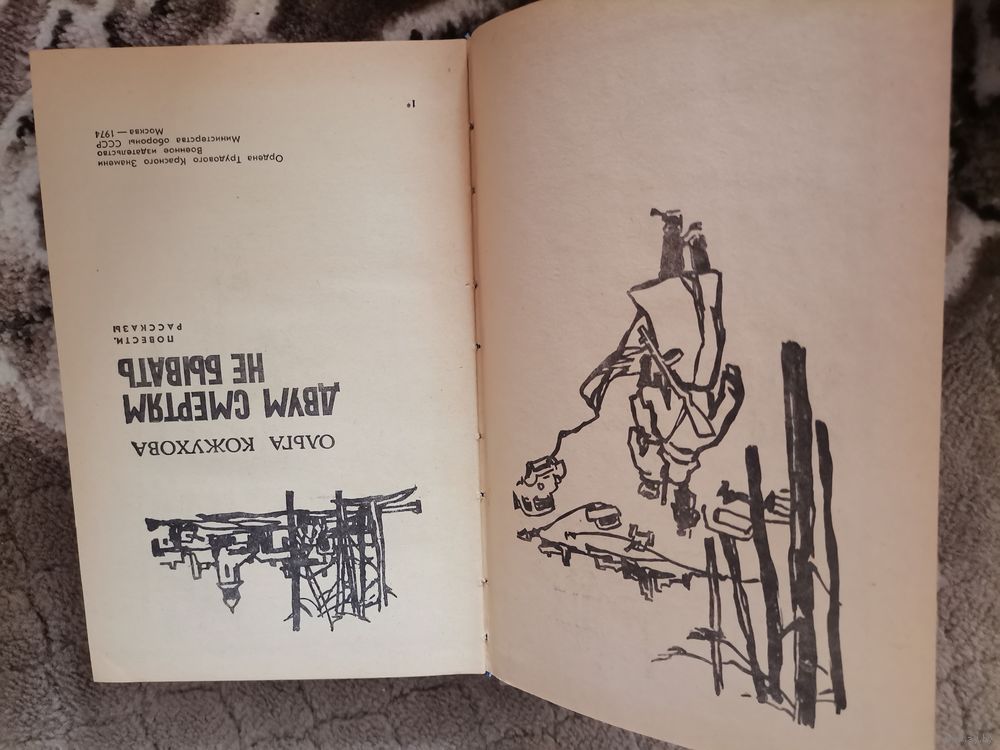 ОЛЬГА КОЖУХОВА
ДВУМ СМЕРТЯМ
НЕ БЫВАТЬ
ПОВЕСТИ.
РАССКАЗЫ
Ордена Трудового Красного Знамени
Военное издательство
Министерства обороны СССР
Москва — 1974
1*